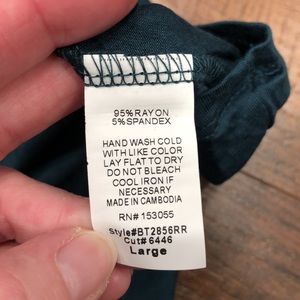 95%RAYON
5%SPANDEX
HAND WASH COLD
WITH LIKE COLOR
LAY FLAT TO DRY
DO NOT BLEACH
COOL IRON IF
NECESSARY
MADE IN CAMBODIA
RN# 153055
Style#BT2856RR
Cut# 6446
Large